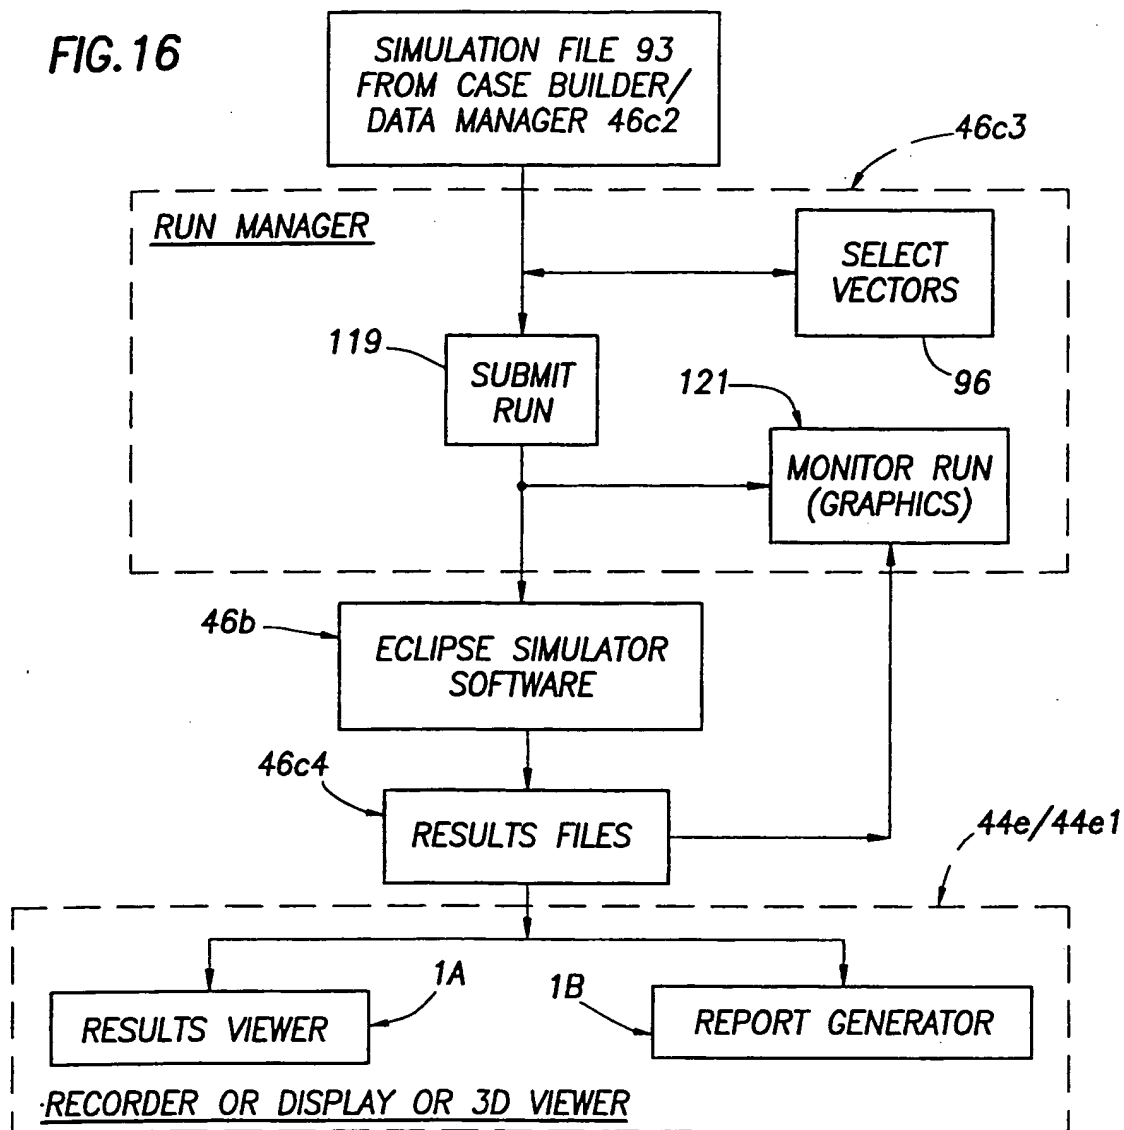 FIG.16
SIMULATION FILE 93
FROM CASE BUILDER/
DATA MANAGER 46c2
46c3
RUN MANAGER
SELECT
VECTORS
96
119
SUBMIT
RUN
121
MONITOR RUN
(GRAPHICS)
46b
ECLIPSE SIMULATOR
SOFTWARE
46c4
RESULTS FILES
44e/44e1
1A
1B
RESULTS VIEWER
REPORT GENERATOR
RECORDER OR DISPLAY OR 3D VIEWER